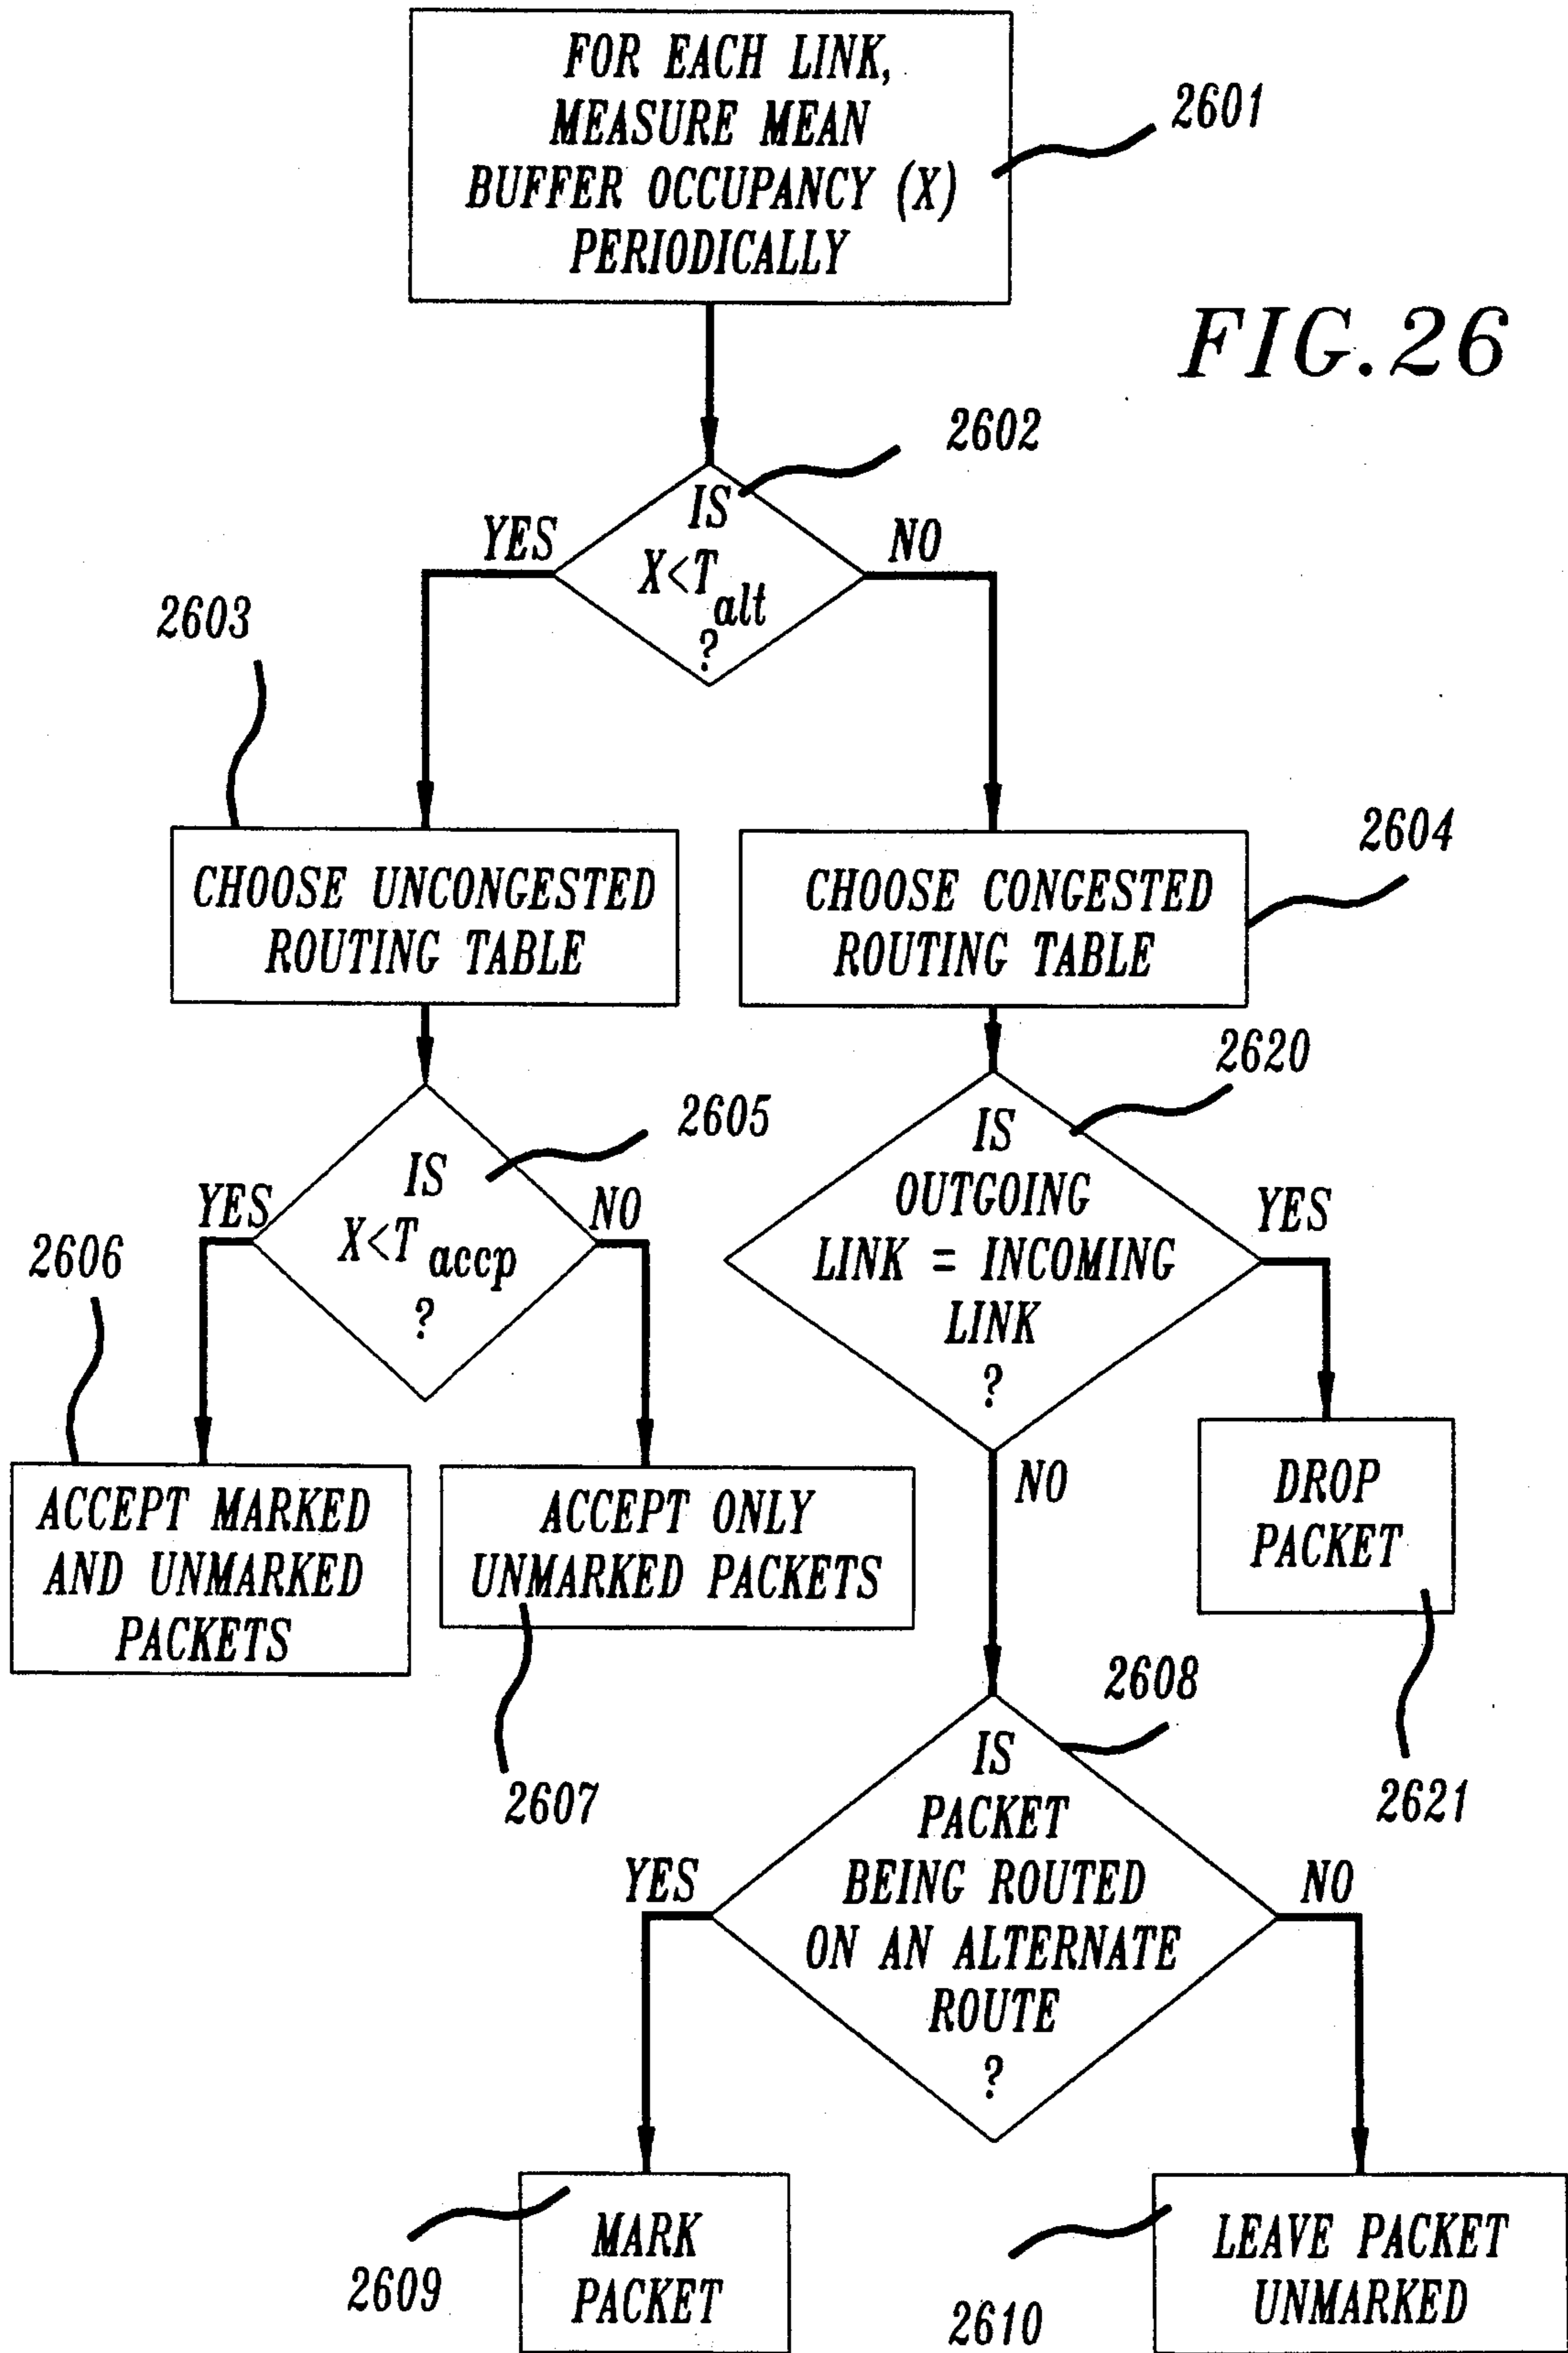 FOR EACH LINK,
MEASURE MEAN
BUFFER OCCUPANCY (X)
PERIODICALLY
2601
FIG.26
2602
IS
X<T alt
?
YES
NO
2603
CHOOSE UNCONGESTED
ROUTING TABLE
2604
CHOOSE CONGESTED
ROUTING TABLE
2605
IS
X<T accp
?
YES
NO
2620
IS
OUTGOING
LINK = INCOMING
LINK
?
YES
NO
2606
ACCEPT MARKED
AND UNMARKED
PACKETS
ACCEPT ONLY
UNMARKED PACKETS
2607
DROP
PACKET
2621
2608
IS
PACKET
BEING ROUTED
ON AN ALTERNATE
ROUTE
?
YES
NO
MARK
PACKET
2609
LEAVE PACKET
UNMARKED
2610